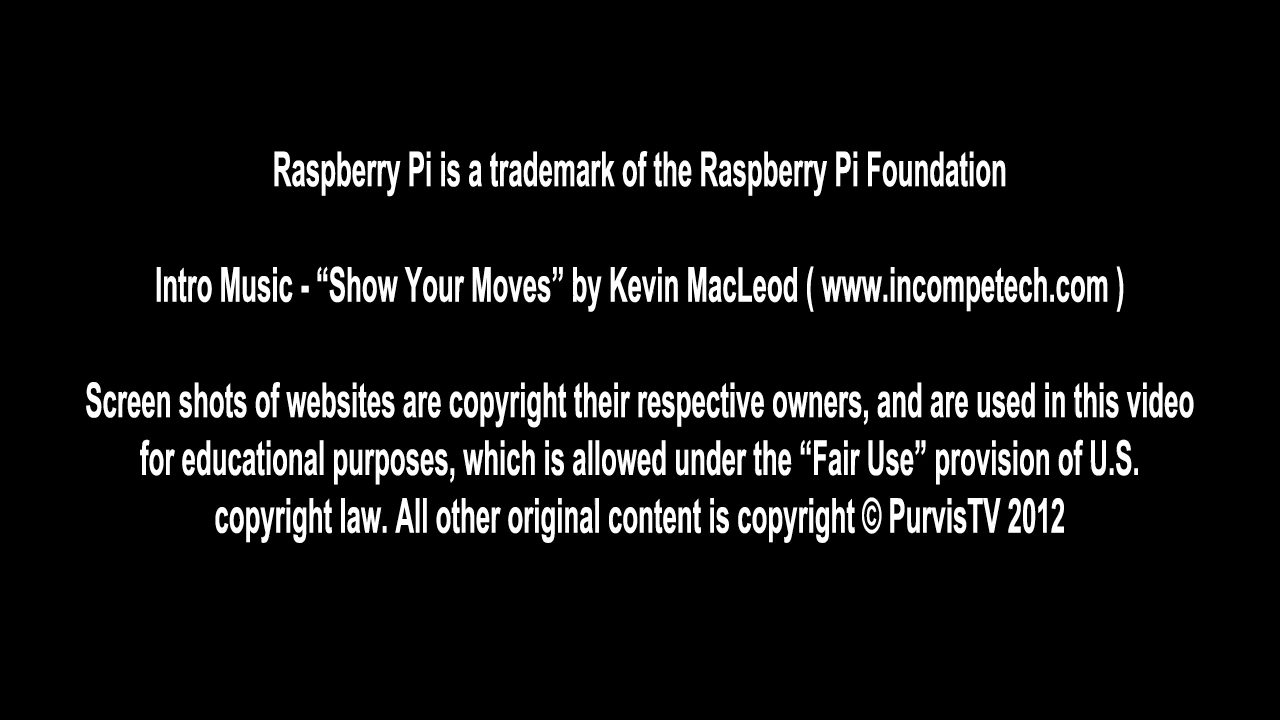 Raspberry Pi is a trademark of the Raspberry Pi Foundation
Intro Music - “Show Your Moves” by Kevin MacLeod ( www.incompetech.com )
Screen shots of websites are copyright their respective owners, and are used in this video
for educational purposes, which is allowed under the “Fair Use” provision of U.S.
copyright law. All other original content is copyright © PurvisTV 2012